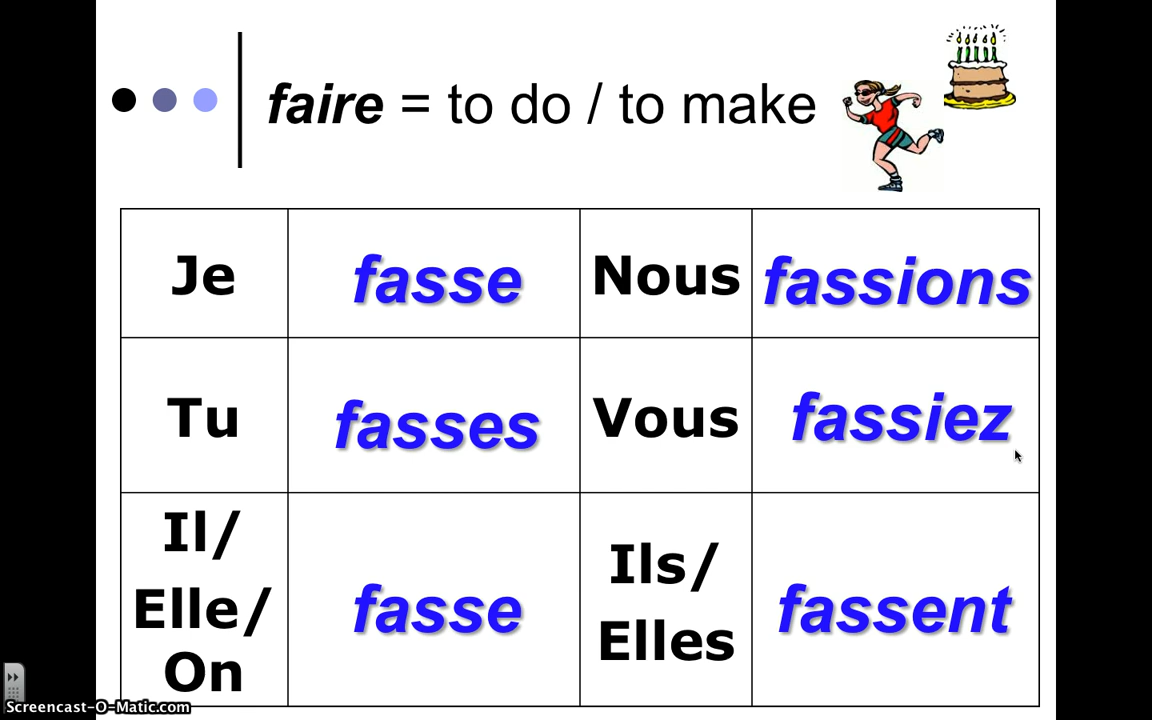 faire = to do / to make
Je fasse Nous fassions
Tu fasses Vous fassiez
Il/
Elle/
On
fasse
Ils/
Elles
fassent
Screencast-O-Matic.com